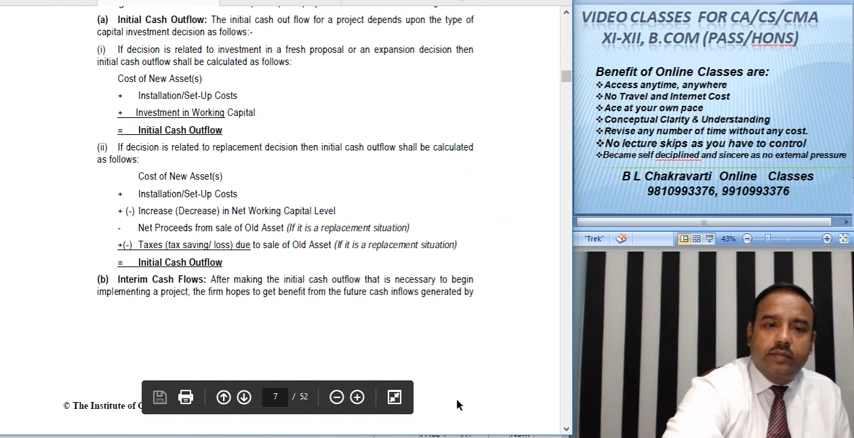 (a) Initial Cash Outflow: The initial cash out flow for a project depends upon the type of
capital investment decision as follows:-
(i) If decision is related to investment in a fresh proposal or an expansion decision then
initial cash outflow shall be calculated as follows:
Cost of New Asset(s)
+ Installation/Set-Up Costs
+ Investment in Working Capital
= Initial Cash Outflow
(ii) If decision is related to replacement decision then initial cash outflow shall be calculated
as follows:
Cost of New Asset(s)
+ Installation/Set-Up Costs
+ (-) Increase (Decrease) in Net Working Capital Level
- Net Proceeds from sale of Old Asset (If it is a replacement situation)
+(-) Taxes (tax saving/ loss) due to sale of Old Asset (If it is a replacement situation)
= Initial Cash Outflow
(b) Interim Cash Flows: After making the initial cash outflow that is necessary to begin
implementing a project, the firm hopes to get benefit from the future cash inflows generated by
© The Institute of
7 / 52
VIDEO CLASSES FOR CA/CS/CMA
XI-XII, B.COM (PASS/HONS)
Benefit of Online Classes are:
❖Access anytime, anywhere
❖No Travel and Internet Cost
❖Ace at your own pace
❖Conceptual Clarity & Understanding
❖Revise any number of time without any cost.
❖No lecture skips as you have to control
❖Became self deciplined and sincere as no external pressure
B L Chakravarti Online Classes
9810993376, 9910993376
"Trek"
43%